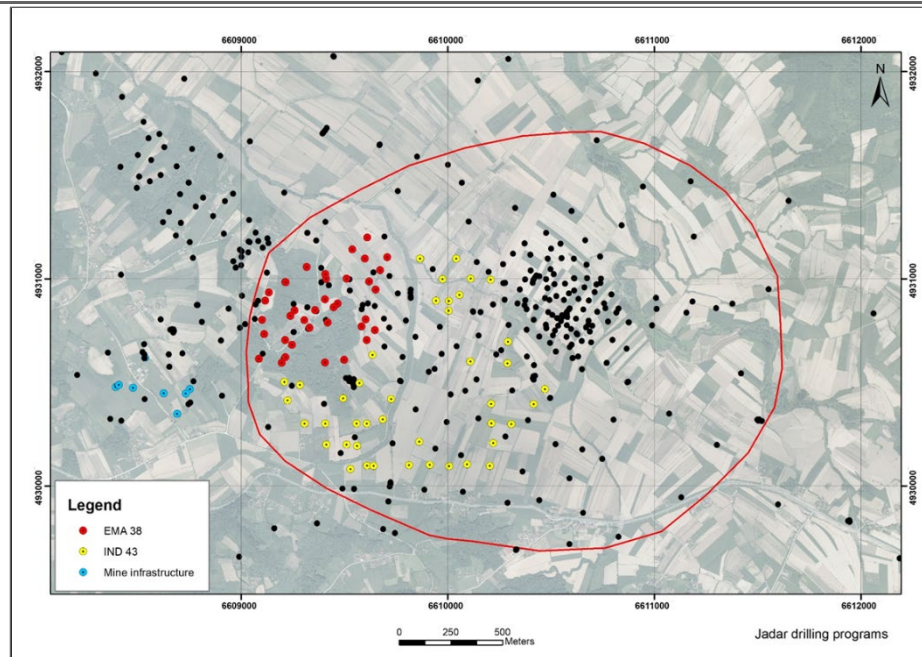 6609000 6610000 6611000 6612000
4932000 4932000
N
4931000 4931000
4930000 4930000
Legend
EMA 38
IND 43
Mine infrastructure
6609000 6610000 6611000 6612000
0 250 500
Meters
Jadar drilling programs